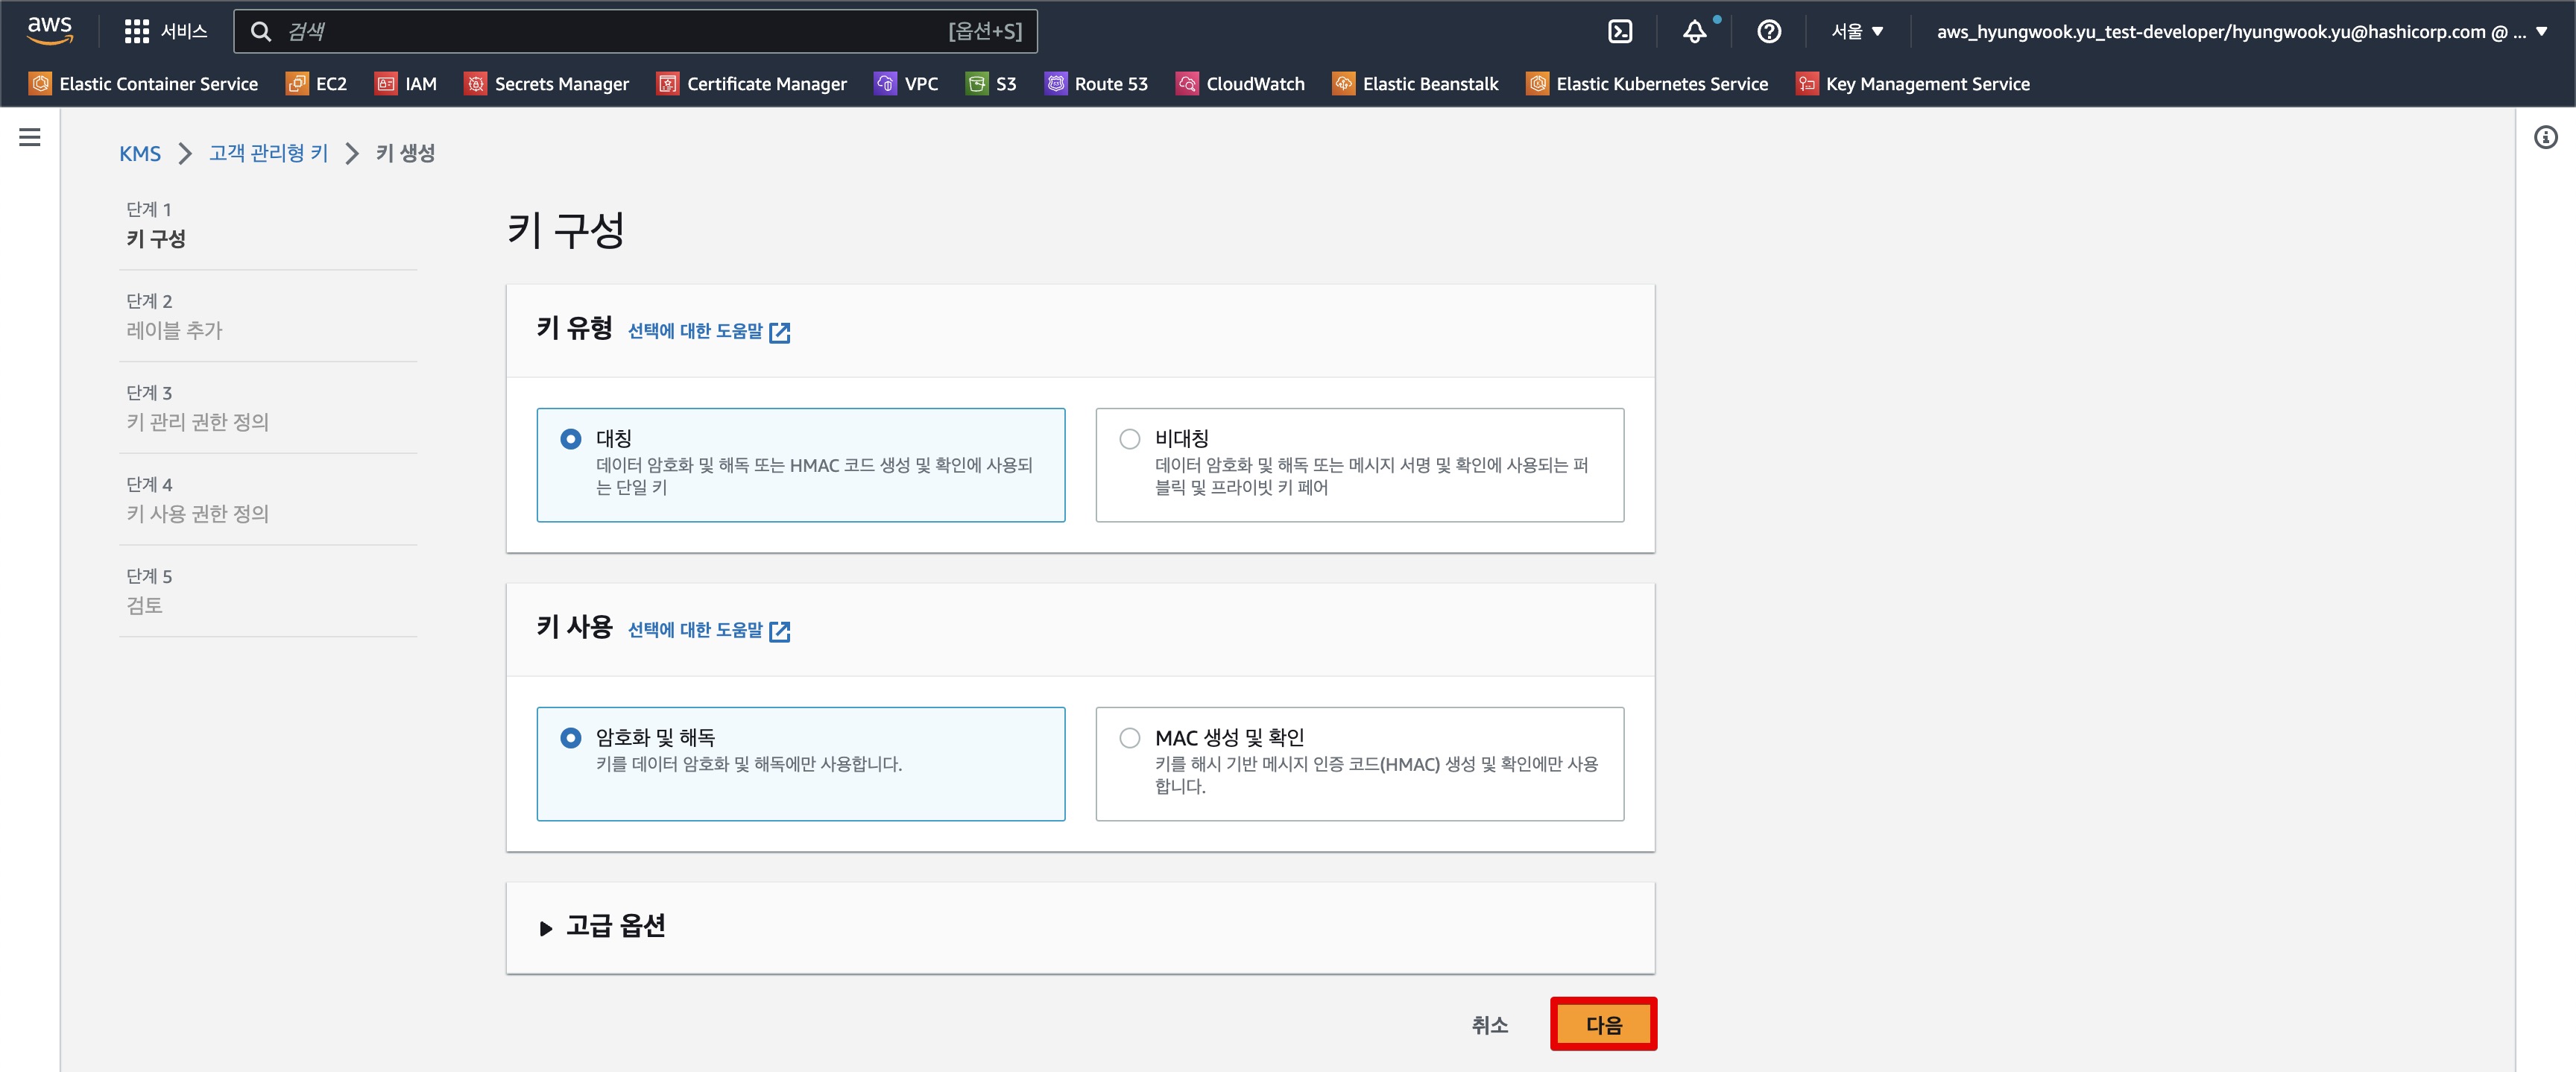 aws
서비스
검색
[옵션+S]
서울
aws_hyungwook.yu_test-developer/hyungwook.yu@hashicorp.com @ ...
Elastic Container Service
EC2
IAM
Secrets Manager
Certificate Manager
VPC
S3
Route 53
CloudWatch
Elastic Beanstalk
Elastic Kubernetes Service
Key Management Service
KMS
고객 관리형 키
키 생성
단계 1
키 구성
단계 2
레이블 추가
단계 3
키 관리 권한 정의
단계 4
키 사용 권한 정의
단계 5
검토
키 구성
키 유형 선택에 대한 도움말
대칭
데이터 암호화 및 해독 또는 HMAC 코드 생성 및 확인에 사용되
는 단일 키
비대칭
데이터 암호화 및 해독 또는 메시지 서명 및 확인에 사용되는 퍼
블릭 및 프라이빗 키 페어
키 사용 선택에 대한 도움말
암호화 및 해독
키를 데이터 암호화 및 해독에만 사용합니다.
MAC 생성 및 확인
키를 해시 기반 메시지 인증 코드(HMAC) 생성 및 확인에만 사용
합니다.
고급 옵션
취소
다음